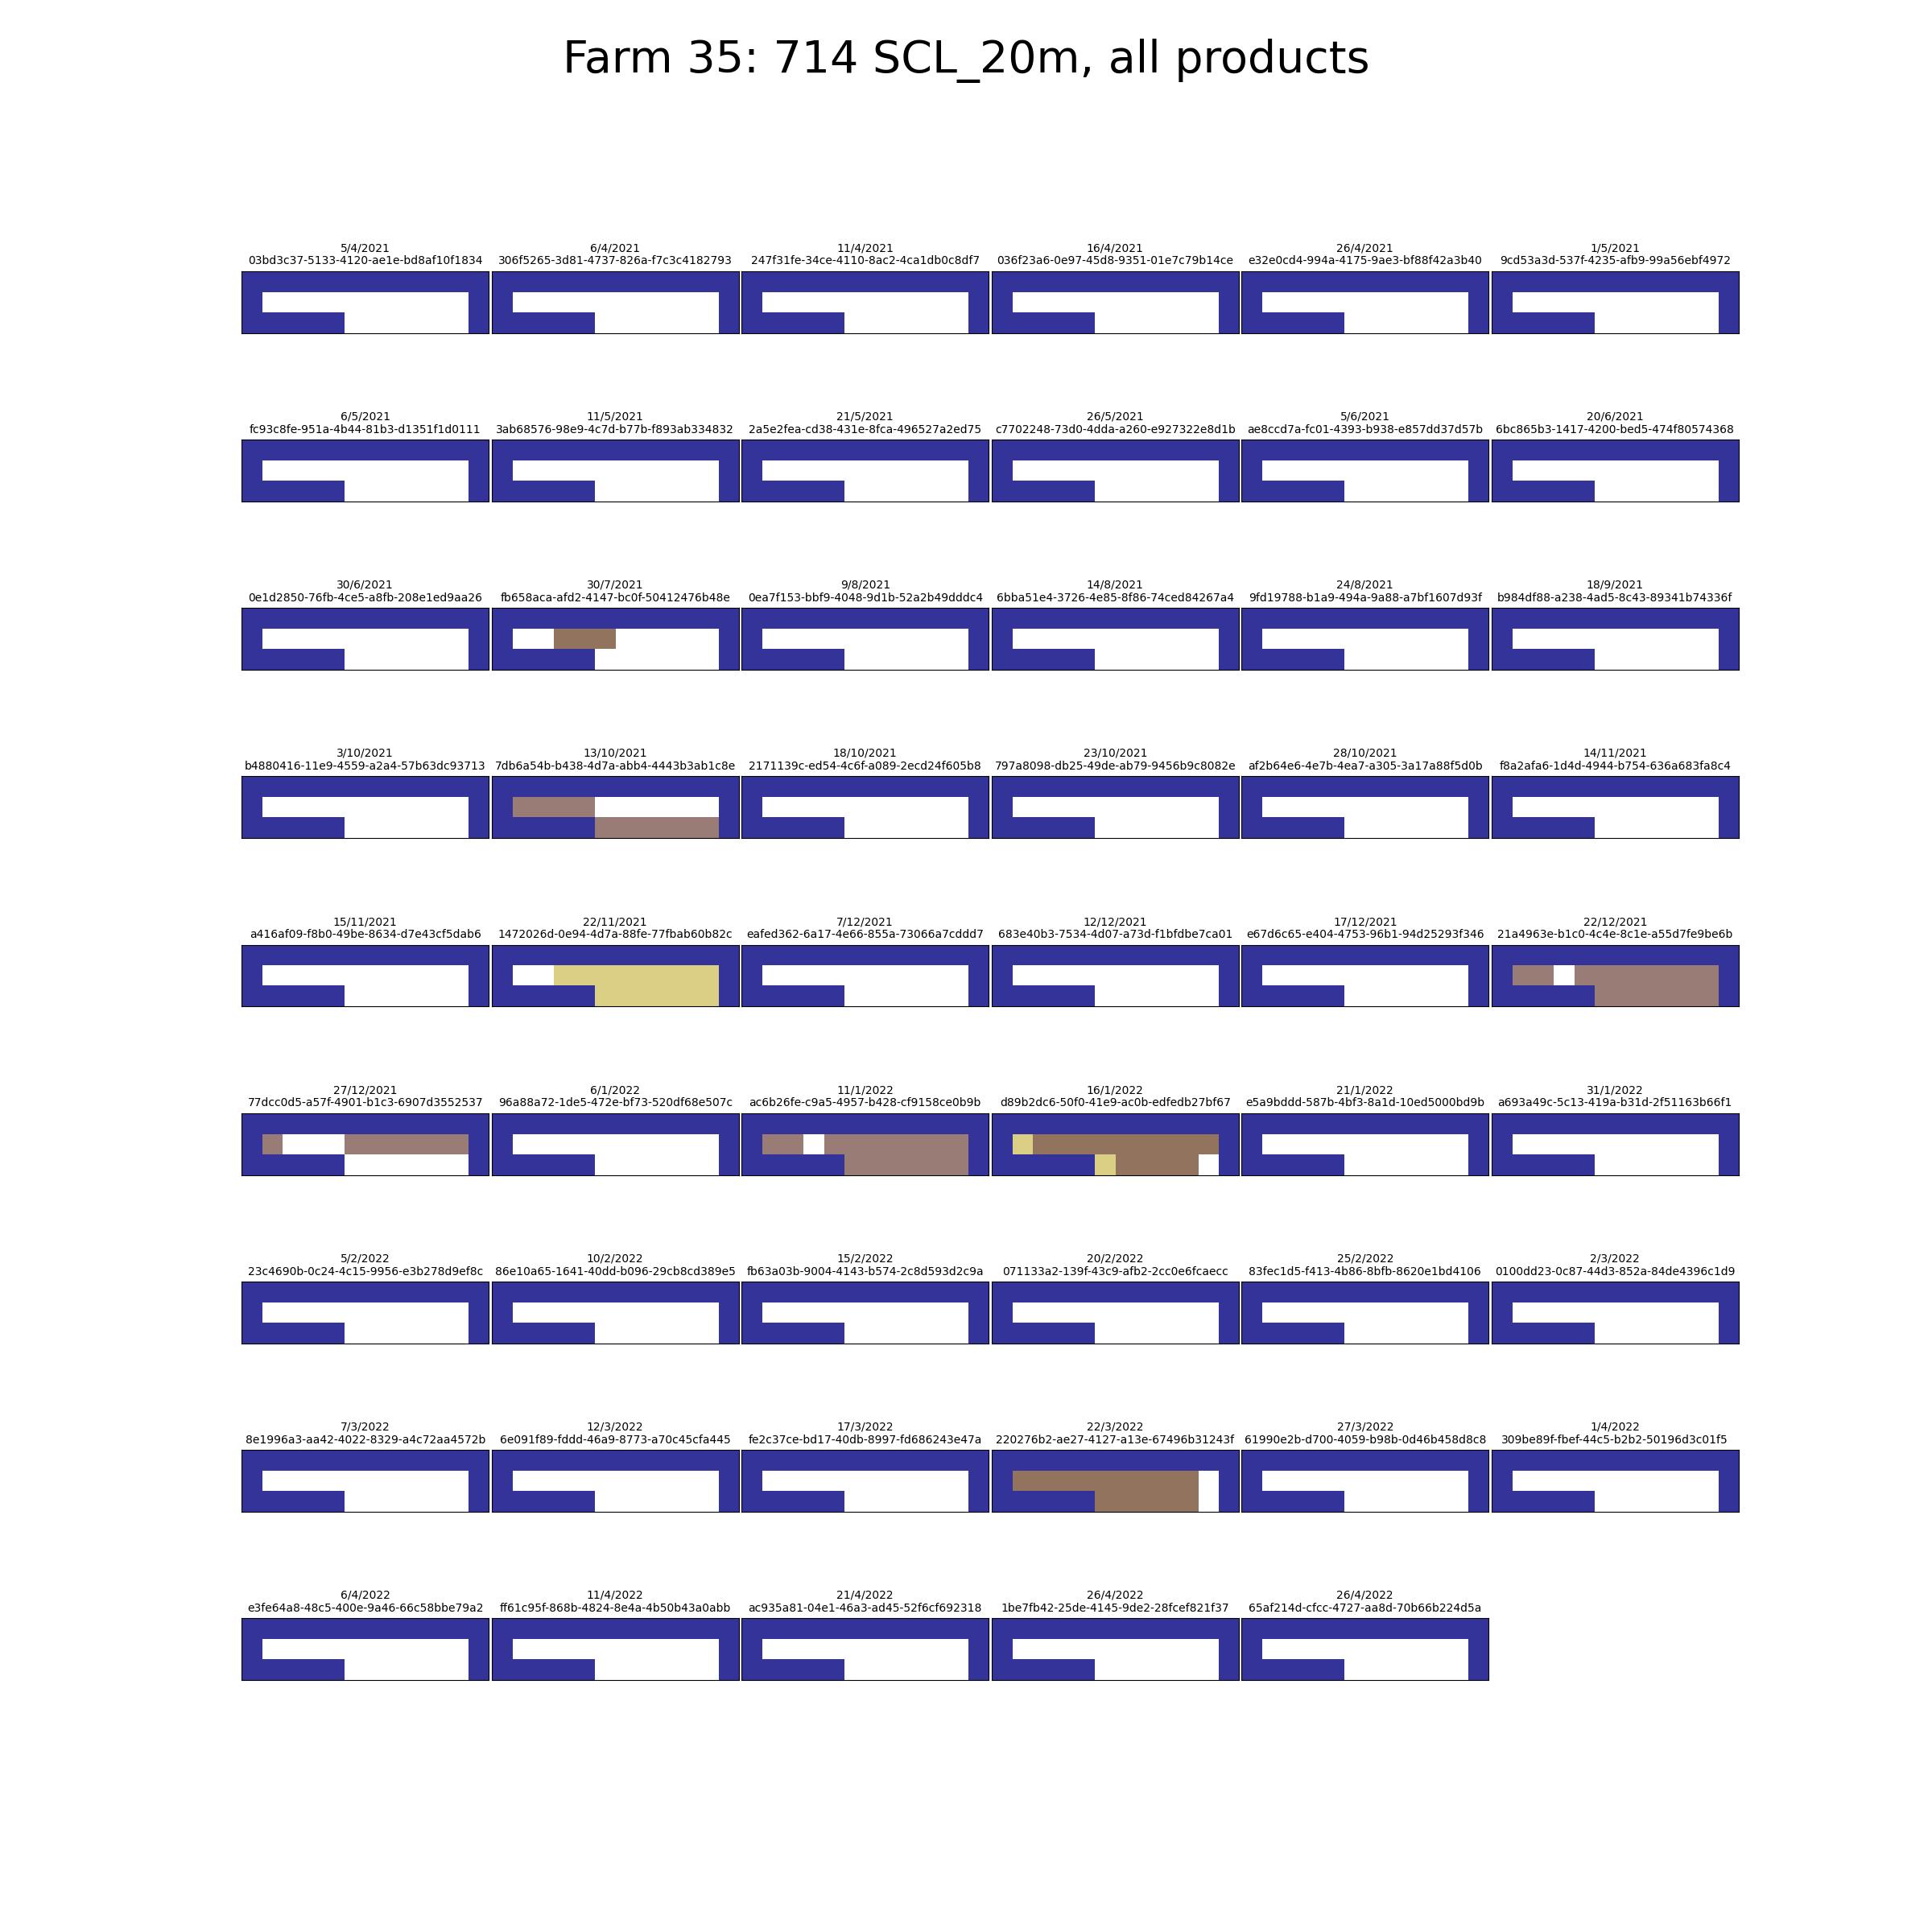 Farm 35: 714 SCL_20m, all products
5/4/2021
03bd3c37-5133-4120-ae1e-bd8af10f1834
6/4/2021
306f5265-3d81-4737-826a-f7c3c4182793
11/4/2021
247f31fe-34ce-4110-8ac2-4ca1db0c8df7
16/4/2021
036f23a6-0e97-45d8-9351-01e7c79b14ce
26/4/2021
e32e0cd4-994a-4175-9ae3-bf88f42a3b40
1/5/2021
9cd53a3d-537f-4235-afb9-99a56ebf4972
6/5/2021
fc93c8fe-951a-4b44-81b3-d1351f1d0111
11/5/2021
3ab68576-98e9-4c7d-b77b-f893ab334832
21/5/2021
2a5e2fea-cd38-431e-8fca-496527a2ed75
26/5/2021
c7702248-73d0-4dda-a260-e927322e8d1b
5/6/2021
ae8ccd7a-fc01-4393-b938-e857dd37d57b
20/6/2021
6bc865b3-1417-4200-bed5-474f80574368
30/6/2021
0e1d2850-76fb-4ce5-a8fb-208e1ed9aa26
30/7/2021
fb658aca-afd2-4147-bc0f-50412476b48e
9/8/2021
0ea7f153-bbf9-4048-9d1b-52a2b49dddc4
14/8/2021
6bba51e4-3726-4e85-8f86-74ced84267a4
24/8/2021
9fd19788-b1a9-494a-9a88-a7bf1607d93f
18/9/2021
b984df88-a238-4ad5-8c43-89341b74336f
3/10/2021
b4880416-11e9-4559-a2a4-57b63dc93713
13/10/2021
7db6a54b-b438-4d7a-abb4-4443b3ab1c8e
18/10/2021
2171139c-ed54-4c6f-a089-2ecd24f605b8
23/10/2021
797a8098-db25-49de-ab79-9456b9c8082e
28/10/2021
af2b64e6-4e7b-4ea7-a305-3a17a88f5d0b
14/11/2021
f8a2afa6-1d4d-4944-b754-636a683fa8c4
15/11/2021
a416af09-f8b0-49be-8634-d7e43cf5dab6
22/11/2021
1472026d-0e94-4d7a-88fe-77fbab60b82c
7/12/2021
eafed362-6a17-4e66-855a-73066a7cddd7
12/12/2021
683e40b3-7534-4d07-a73d-f1bfdbe7ca01
17/12/2021
e67d6c65-e404-4753-96b1-94d25293f346
22/12/2021
21a4963e-b1c0-4c4e-8c1e-a55d7fe9be6b
27/12/2021
77dcc0d5-a57f-4901-b1c3-6907d3552537
6/1/2022
96a88a72-1de5-472e-bf73-520df68e507c
11/1/2022
ac6b26fe-c9a5-4957-b428-cf9158ce0b9b
16/1/2022
d89b2dc6-50f0-41e9-ac0b-edfedb27bf67
21/1/2022
e5a9bddd-587b-4bf3-8a1d-10ed5000bd9b
31/1/2022
a693a49c-5c13-419a-b31d-2f51163b66f1
5/2/2022
23c4690b-0c24-4c15-9956-e3b278d9ef8c
10/2/2022
86e10a65-1641-40dd-b096-29cb8cd389e5
15/2/2022
fb63a03b-9004-4143-b574-2c8d593d2c9a
20/2/2022
071133a2-139f-43c9-afb2-2cc0e6fcaecc
25/2/2022
83fec1d5-f413-4b86-8bfb-8620e1bd4106
2/3/2022
0100dd23-0c87-44d3-852a-84de4396c1d9
7/3/2022
8e1996a3-aa42-4022-8329-a4c72aa4572b
12/3/2022
6e091f89-fddd-46a9-8773-a70c45cfa445
17/3/2022
fe2c37ce-bd17-40db-8997-fd686243e47a
22/3/2022
220276b2-ae27-4127-a13e-67496b31243f
27/3/2022
61990e2b-d700-4059-b98b-0d46b458d8c8
1/4/2022
309be89f-fbef-44c5-b2b2-50196d3c01f5
6/4/2022
e3fe64a8-48c5-400e-9a46-66c58bbe79a2
11/4/2022
ff61c95f-868b-4824-8e4a-4b50b43a0abb
21/4/2022
ac935a81-04e1-46a3-ad45-52f6cf692318
26/4/2022
1be7fb42-25de-4145-9de2-28fcef821f37
26/4/2022
65af214d-cfcc-4727-aa8d-70b66b224d5a